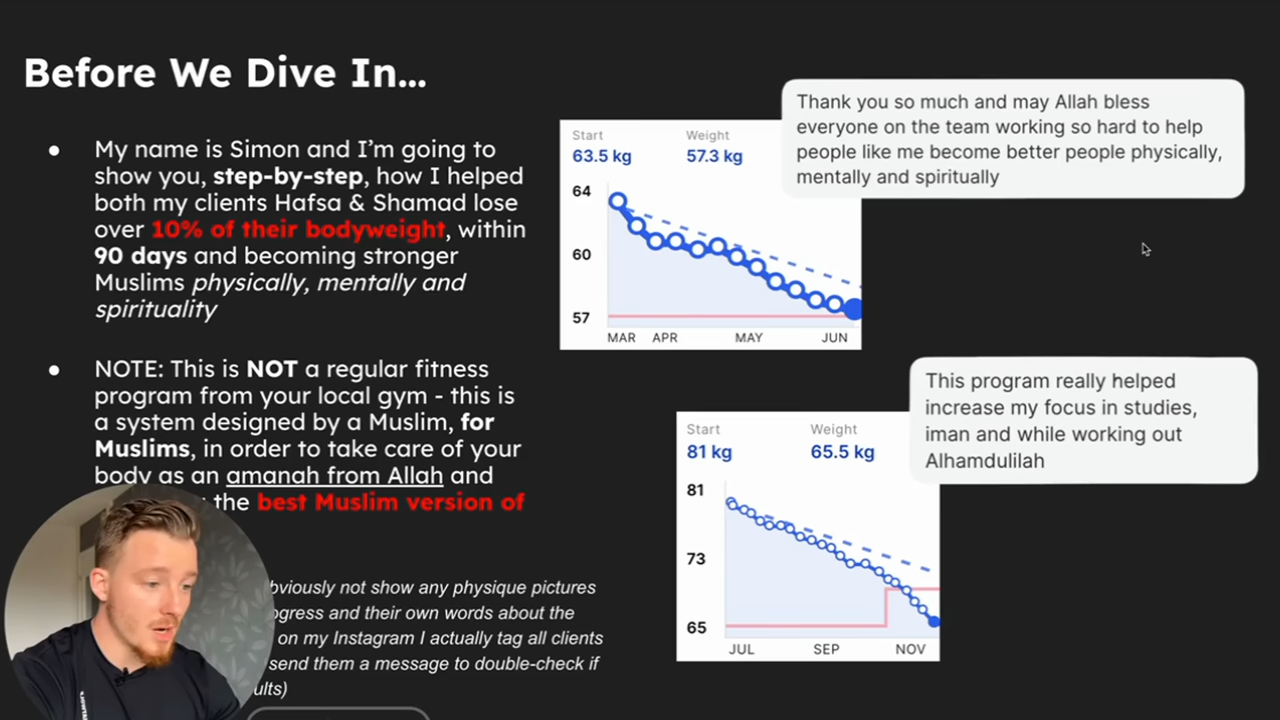 Before We Dive In...
My name is Simon and I'm going to
show you, step-by-step, how I helped
both my clients Hafsa & Shamad lose
over 10% of their bodyweight, within
90 days and becoming stronger
Muslims physically, mentally and
spirituality
NOTE: This is NOT a regular fitness
program from your local gym - this is
a system designed by a Muslim, for
Muslims, in order to take care of your
body as an amanah from Allah and
the best Muslim version of
not show any physique pictures
and their own words about the
on my Instagram I actually tag all clients
send them a message to double-check if
Start
Weight
63.5 kg
57.3 kg
64
60
57
MAR APR MAY JUN
Thank you so much and may Allah bless
everyone on the team working so hard to help
people like me become better people physically,
mentally and spiritually
Start
Weight
81 kg
65.5 kg
81
73
65
JUL SEP NOV
This program really helped
increase my focus in studies,
iman and while working out
Alhamdulilah